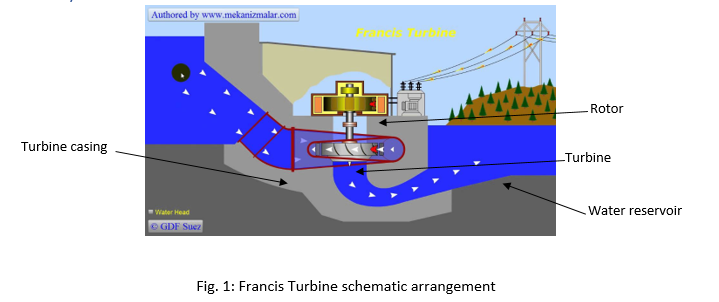 Authored by www.mekanizmalar.com
Francis Turbine
Rotor
Turbine casing
Turbine
Water reservoir
Water Head
© GDF Suez
Fig. 1: Francis Turbine schematic arrangement